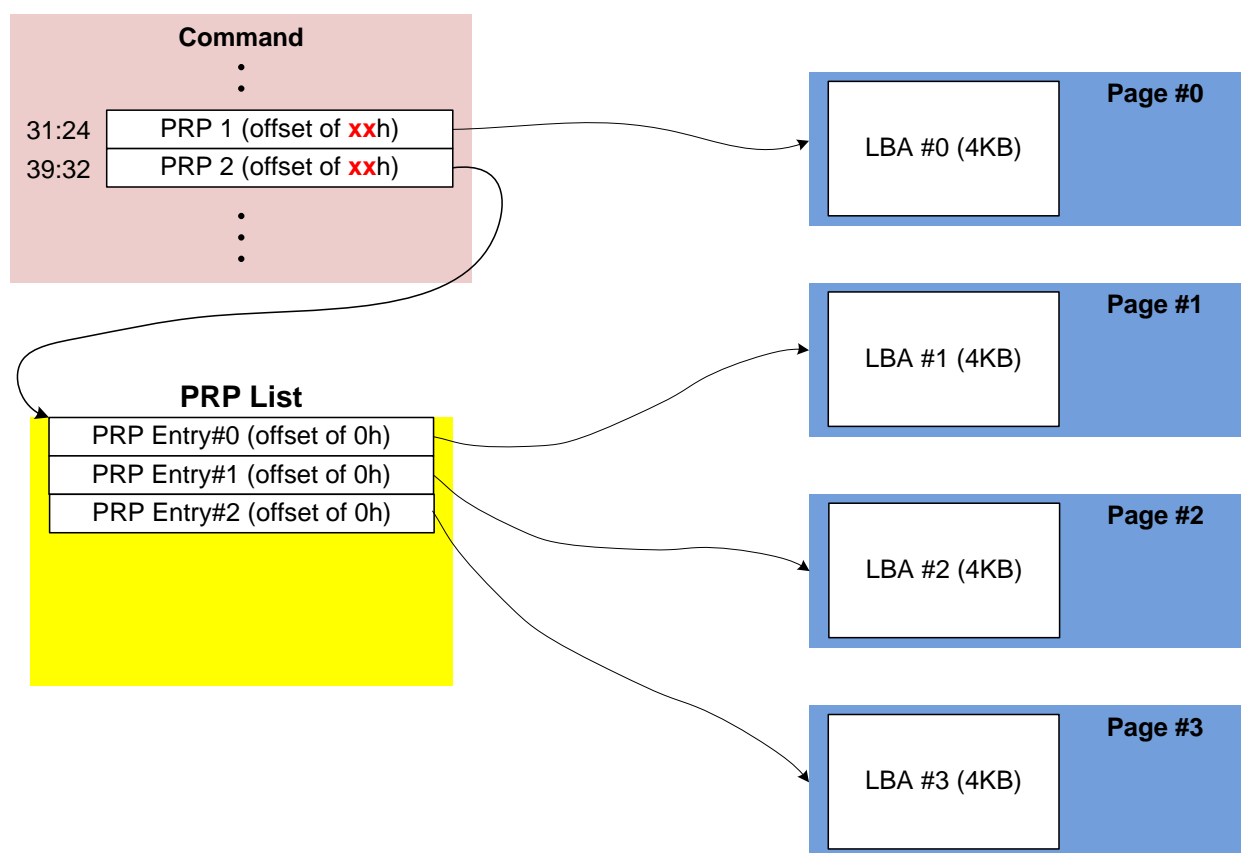 Command
31:24 PRP 1 (offset of xxh)
39:32 PRP 2 (offset of xxh)
PRP List
PRP Entry#0 (offset of 0h)
PRP Entry#1 (offset of 0h)
PRP Entry#2 (offset of 0h)
Page #0
LBA #0 (4KB)
Page #1
LBA #1 (4KB)
Page #2
LBA #2 (4KB)
Page #3
LBA #3 (4KB)